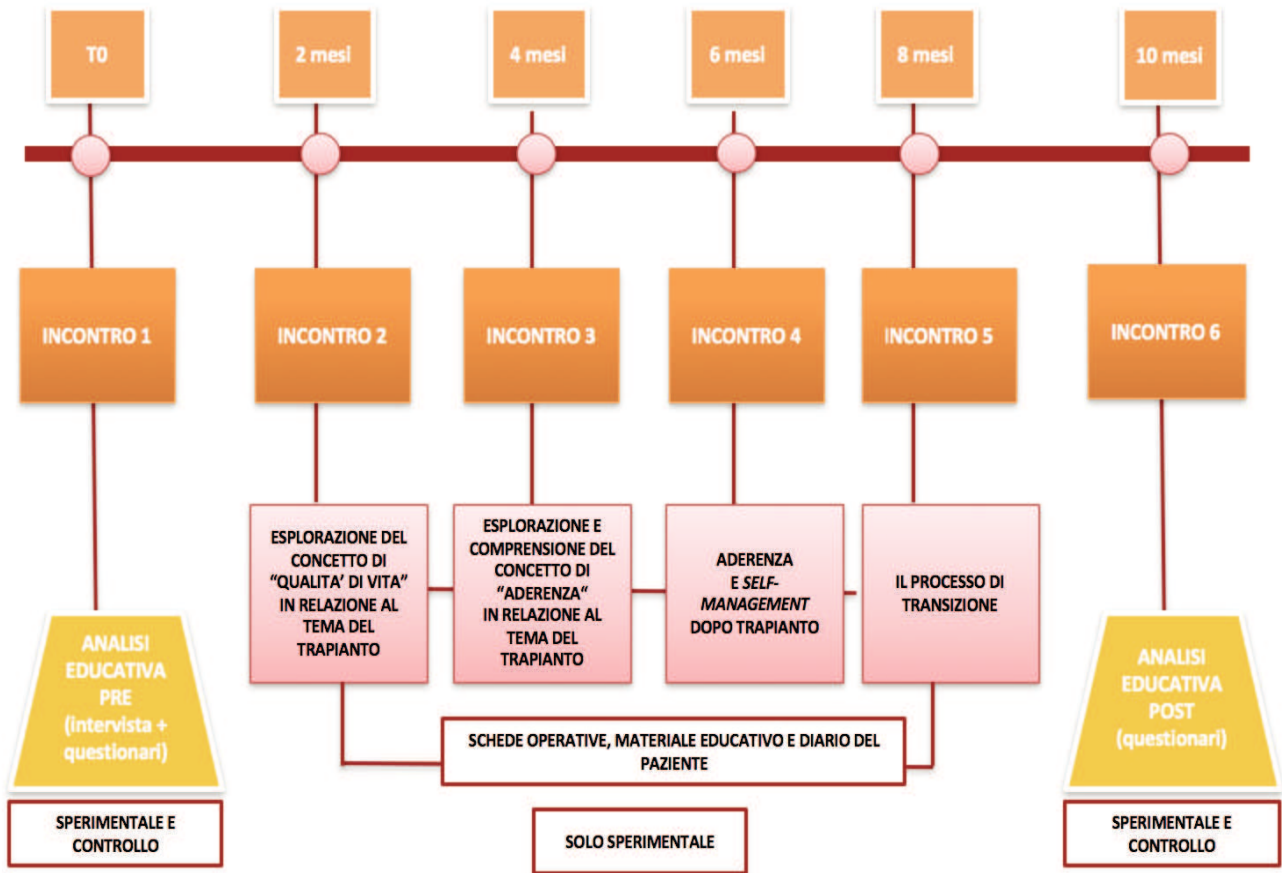 T0
2 mesi
4 mesi
6 mesi
8 mesi
10 mesi
INCONTRO 1
INCONTRO 2
INCONTRO 3
INCONTRO 4
INCONTRO 5
INCONTRO 6
ESPLORAZIONE DEL
CONCETTO DI
“QUALITA’ DI VITA”
IN RELAZIONE AL
TEMA DEL
TRAPIANTO
ESPLORAZIONE E
COMPRENSIONE DEL
CONCETTO DI
“ADERENZA“
IN RELAZIONE AL
TEMA DEL
TRAPIANTO
ADERENZA
E SELF-
MANAGEMENT
DOPO TRAPIANTO
IL PROCESSO DI
TRANSIZIONE
ANALISI
EDUCATIVA
PRE
(intervista +
questionari)
ANALISI
EDUCATIVA
POST
(questionari)
SCHEDE OPERATIVE, MATERIALE EDUCATIVO E DIARIO DEL
PAZIENTE
SPERIMENTALE E
CONTROLLO
SOLO SPERIMENTALE
SPERIMENTALE E
CONTROLLO